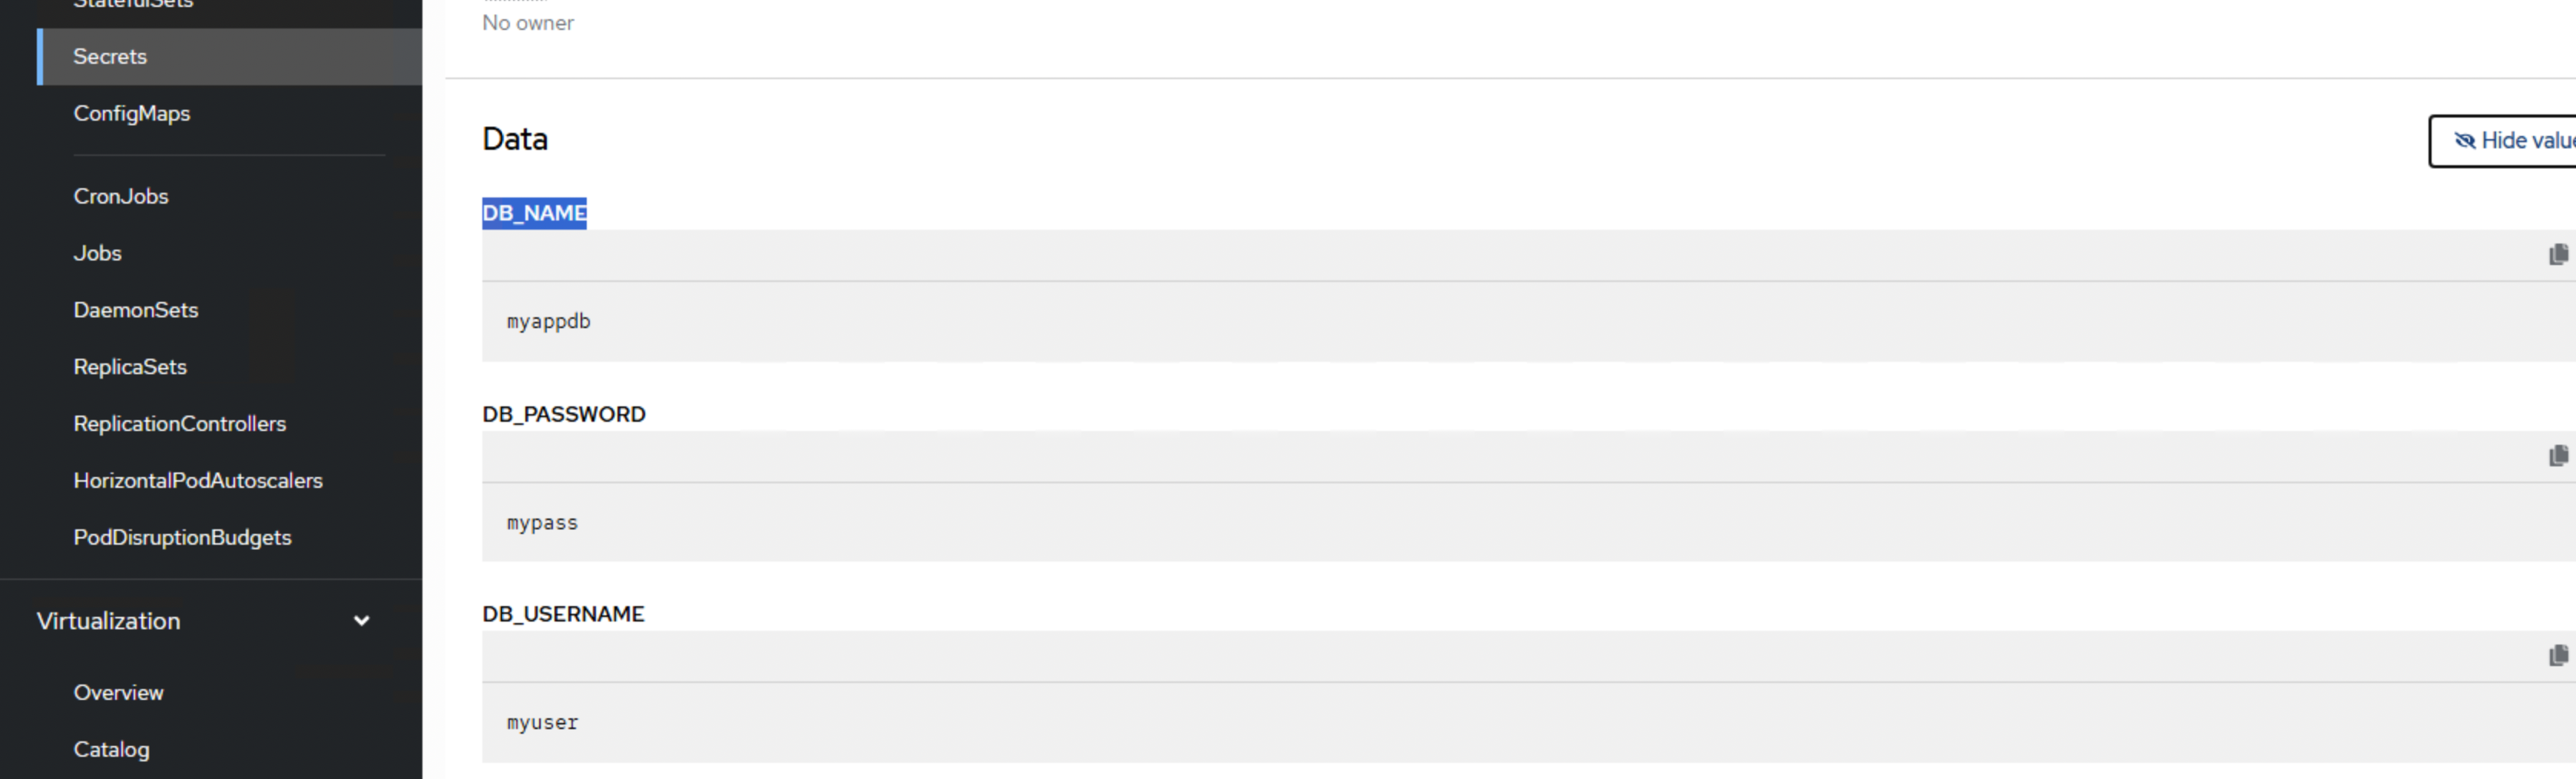 StatefulSets
No owner
Secrets
ConfigMaps
CronJobs
Jobs
DaemonSets
ReplicaSets
ReplicationControllers
HorizontalPodAutoscalers
PodDisruptionBudgets
Virtualization
Overview
Catalog
Data
Hide value
DB_NAME
myappdb
DB_PASSWORD
mypass
DB_USERNAME
myuser